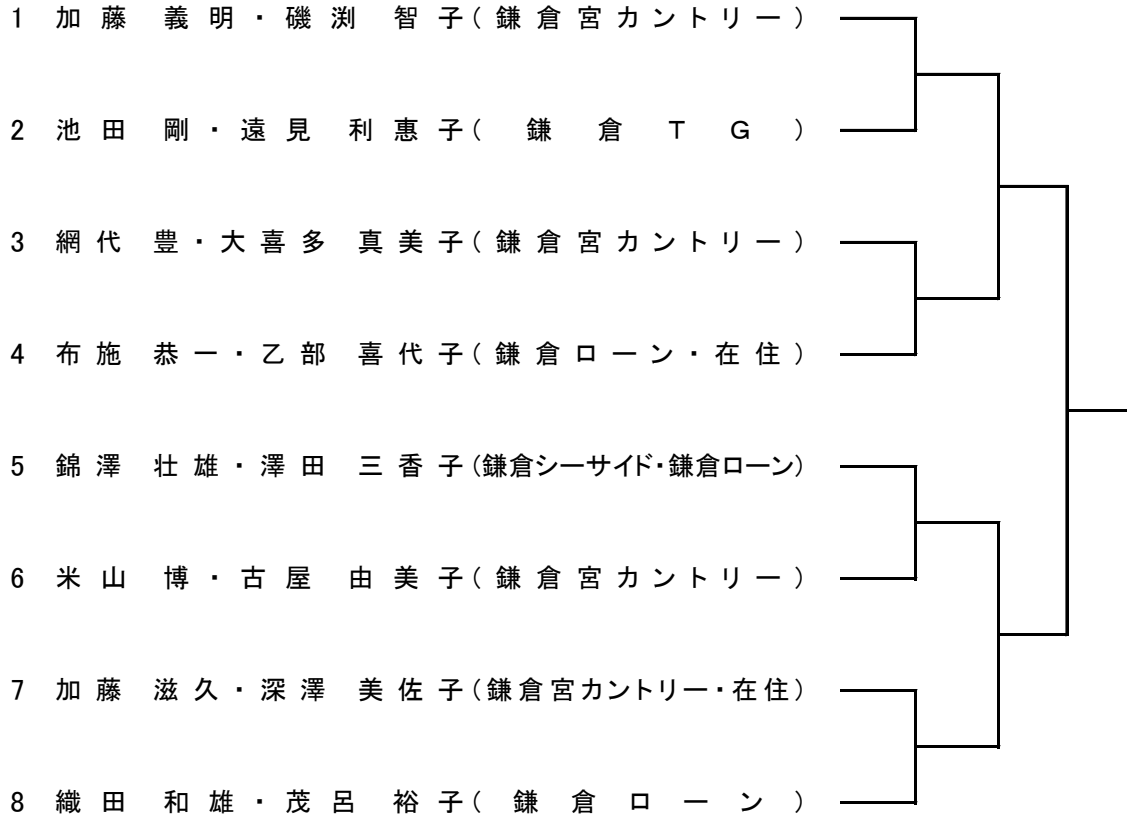 1 加藤 義明・磯渕 智子(鎌倉宮カントリー)
2 池田 剛・遠見 利惠子(鎌倉TG)
3 網代 豊・大喜多 真美子(鎌倉宮カントリー)
4 布施 恭一・乙部 喜代子(鎌倉ローン・在住)
5 錦澤 壮雄・澤田 三香子(鎌倉シーサイド・鎌倉ローン)
6 米山 博・古屋 由美子(鎌倉宮カントリー)
7 加藤 滋久・深澤 美佐子(鎌倉宮カントリー・在住)
8 織田 和雄・茂呂 裕子(鎌倉ローン)